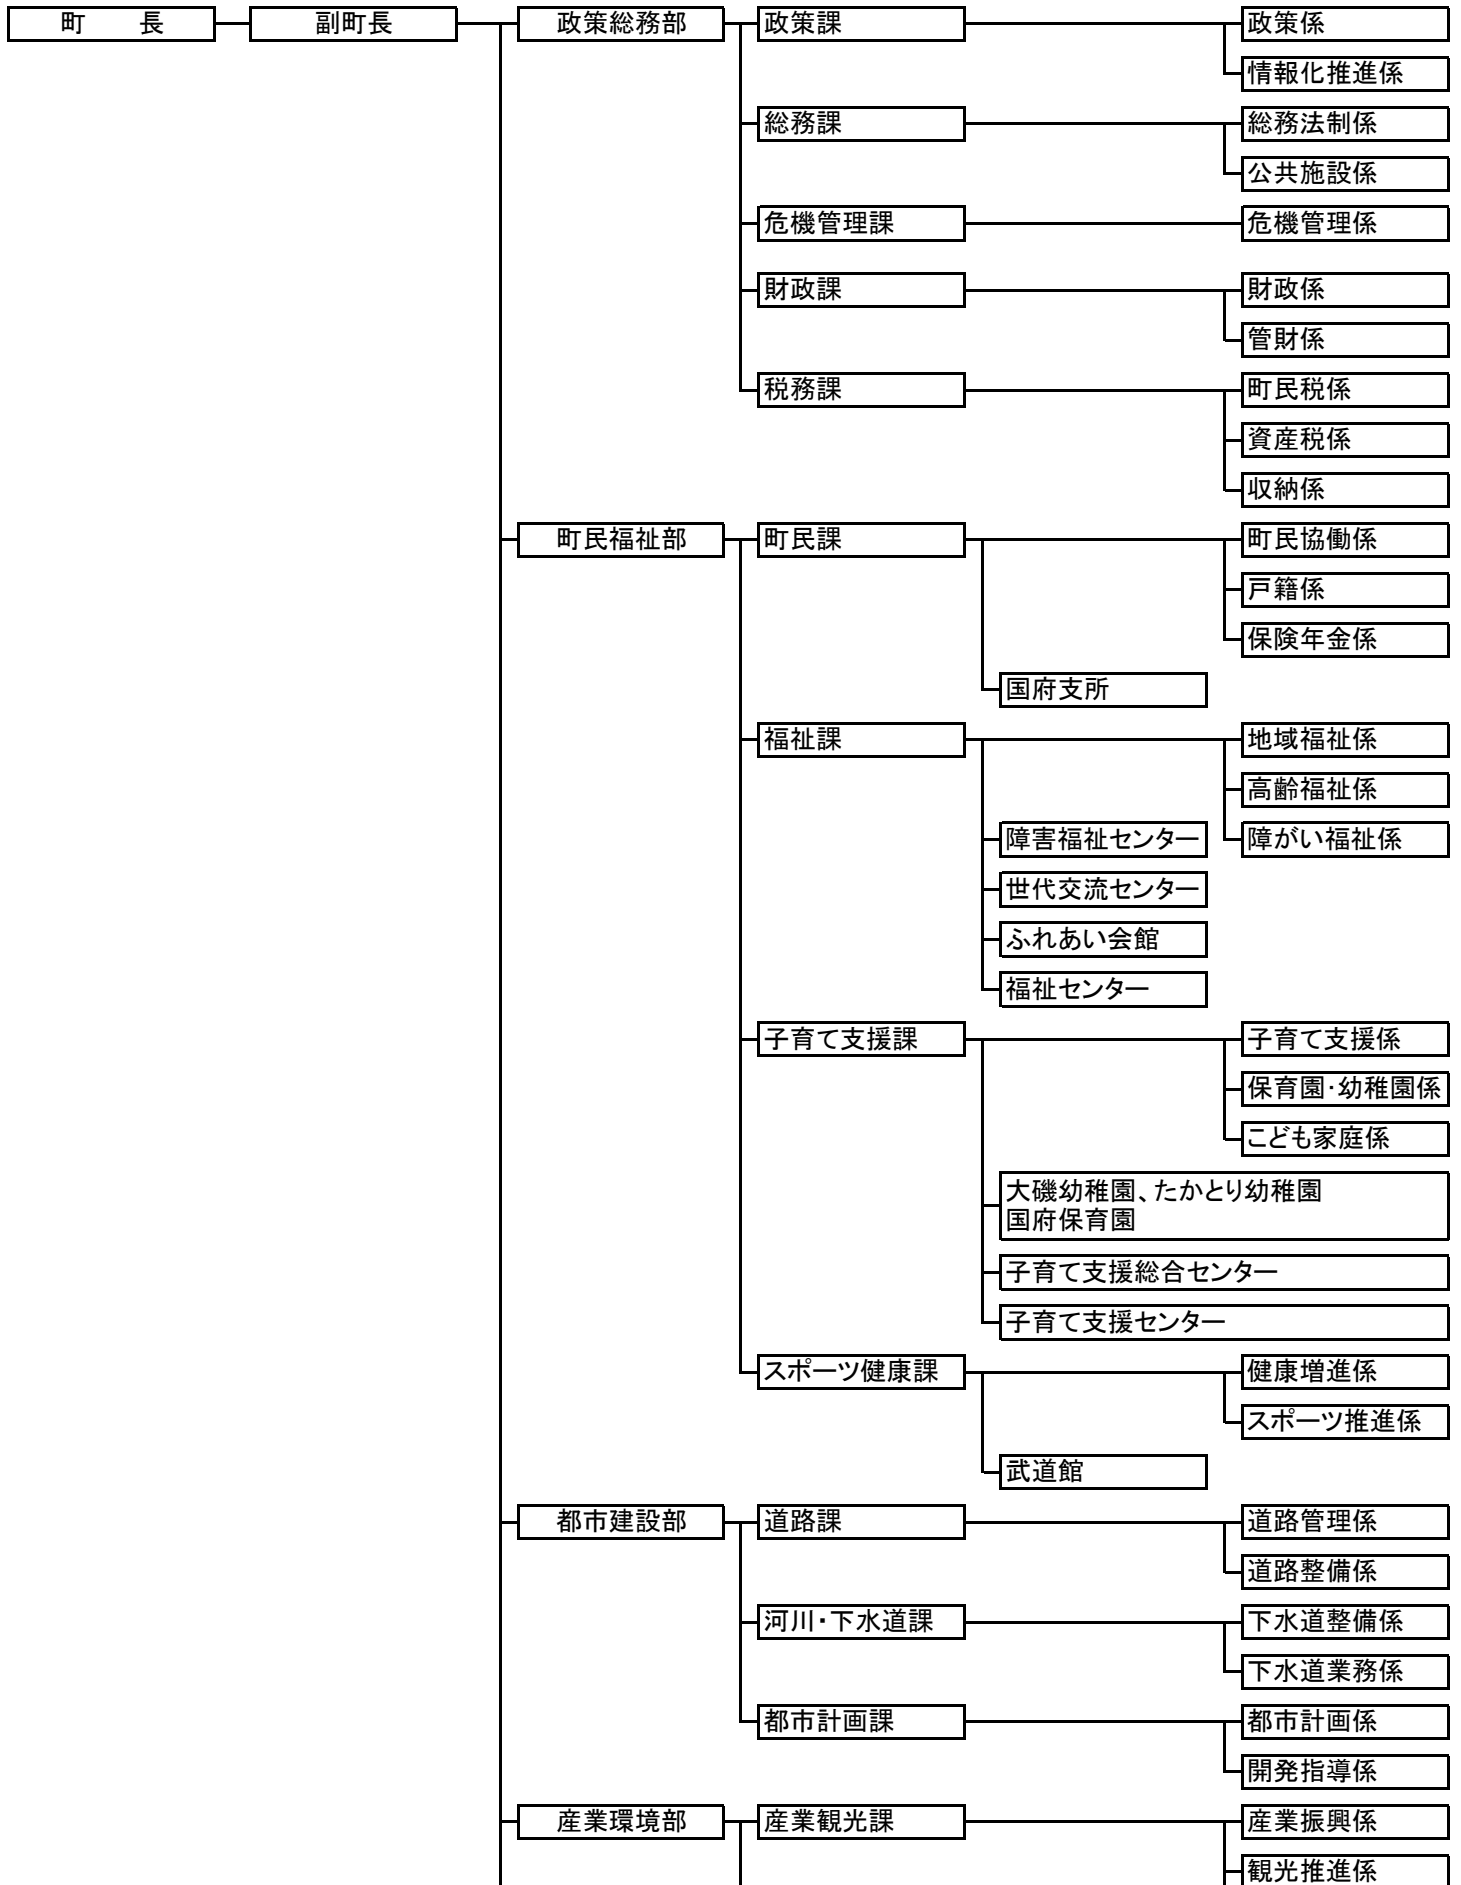 町　　長
副町長
政策総務部
政策課
政策係
情報化推進係
総務課
総務法制係
公共施設係
危機管理課
危機管理係
財政課
財政係
管財係
税務課
町民税係
資産税係
収納係
町民福祉部
町民課
町民協働係
戸籍係
保険年金係
国府支所
福祉課
地域福祉係
高齢福祉係
障害福祉センター
障がい福祉係
世代交流センター
ふれあい会館
福祉センター
子育て支援課
子育て支援係
保育園･幼稚園係
こども家庭係
大磯幼稚園、たかとり幼稚園
国府保育園
子育て支援総合センター
子育て支援センター
スポーツ健康課
健康増進係
スポーツ推進係
武道館
都市建設部
道路課
道路管理係
道路整備係
河川・下水道課
下水道整備係
下水道業務係
都市計画課
都市計画係
開発指導係
産業環境部
産業観光課
産業振興係
観光推進係